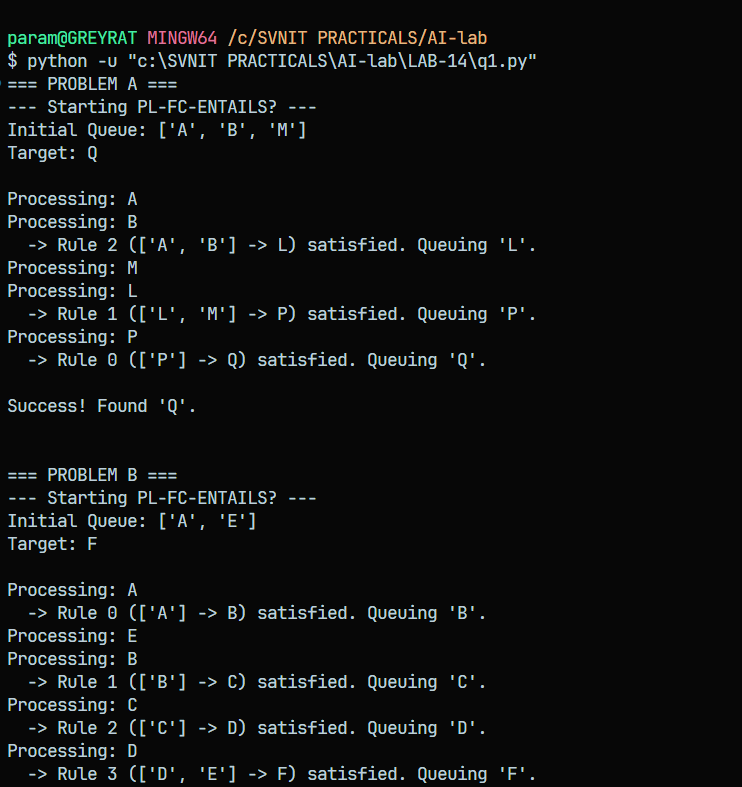 param@GREYRAT MINGW64 /c/SVNIT PRACTICALS/AI-lab
$ python -u "c:\SVNIT PRACTICALS\AI-lab\LAB-14\q1.py"
=== PROBLEM A ===
--- Starting PL-FC-ENTAILS? ---
Initial Queue: ['A', 'B', 'M']
Target: Q

Processing: A
Processing: B
  -> Rule 2 (['A', 'B'] -> L) satisfied. Queuing 'L'.
Processing: M
Processing: L
  -> Rule 1 (['L', 'M'] -> P) satisfied. Queuing 'P'.
Processing: P
  -> Rule 0 (['P'] -> Q) satisfied. Queuing 'Q'.

Success! Found 'Q'.


=== PROBLEM B ===
--- Starting PL-FC-ENTAILS? ---
Initial Queue: ['A', 'E']
Target: F

Processing: A
  -> Rule 0 (['A'] -> B) satisfied. Queuing 'B'.
Processing: E
Processing: B
  -> Rule 1 (['B'] -> C) satisfied. Queuing 'C'.
Processing: C
  -> Rule 2 (['C'] -> D) satisfied. Queuing 'D'.
Processing: D
  -> Rule 3 (['D', 'E'] -> F) satisfied. Queuing 'F'.